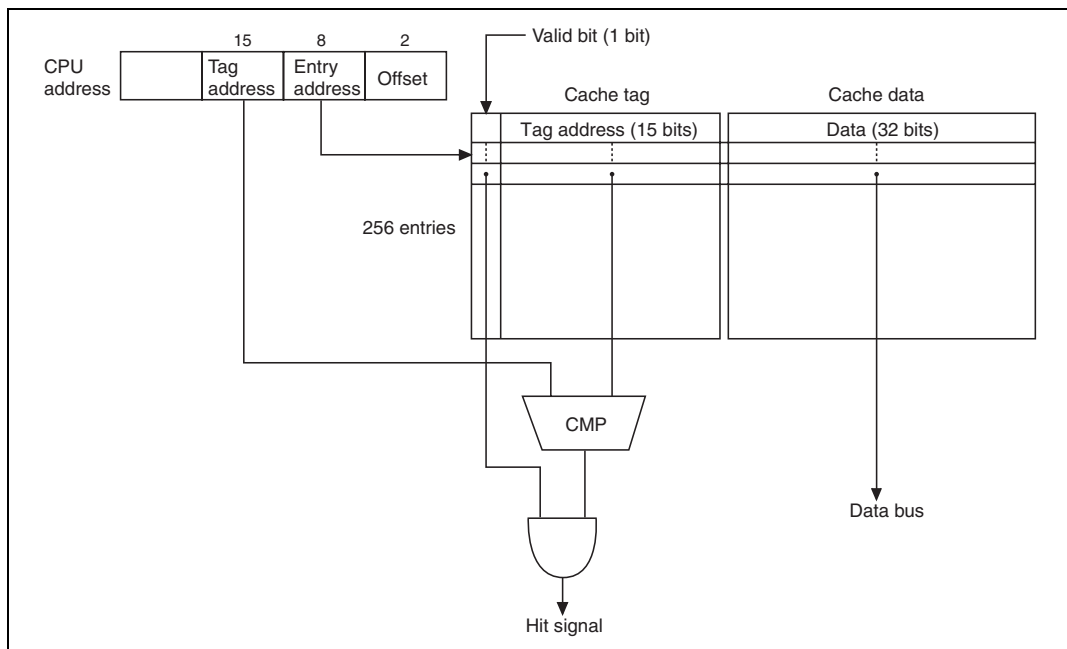 15 8 2
Valid bit (1 bit)
CPU address
Tag address
Entry address
Offset
Cache tag
Cache data
Tag address (15 bits)
Data (32 bits)
256 entries
CMP
Data bus
Hit signal